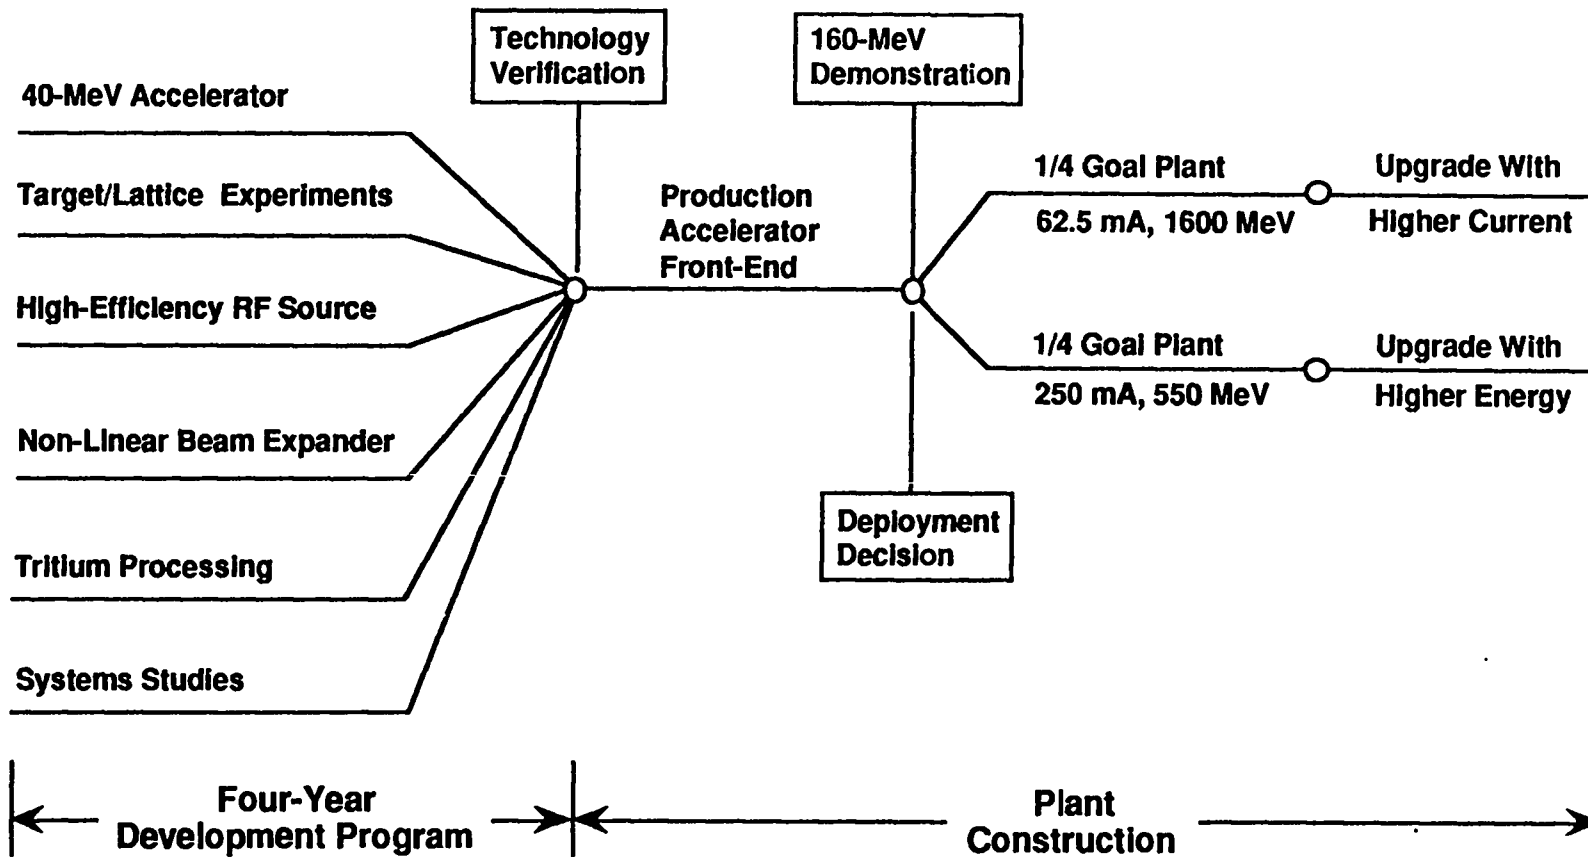 Technology
Verification
160-MeV
Demonstration
40-MeV Accelerator
Target/Lattice Experiments
High-Efficiency RF Source
Non-Linear Beam Expander
Tritium Processing
Systems Studies
Production
Accelerator
Front-End
1/4 Goal Plant
62.5 mA, 1600 MeV
Upgrade With
Higher Current
1/4 Goal Plant
250 mA, 550 MeV
Upgrade With
Higher Energy
Deployment
Decision
Four-Year
Development Program
Plant
Construction